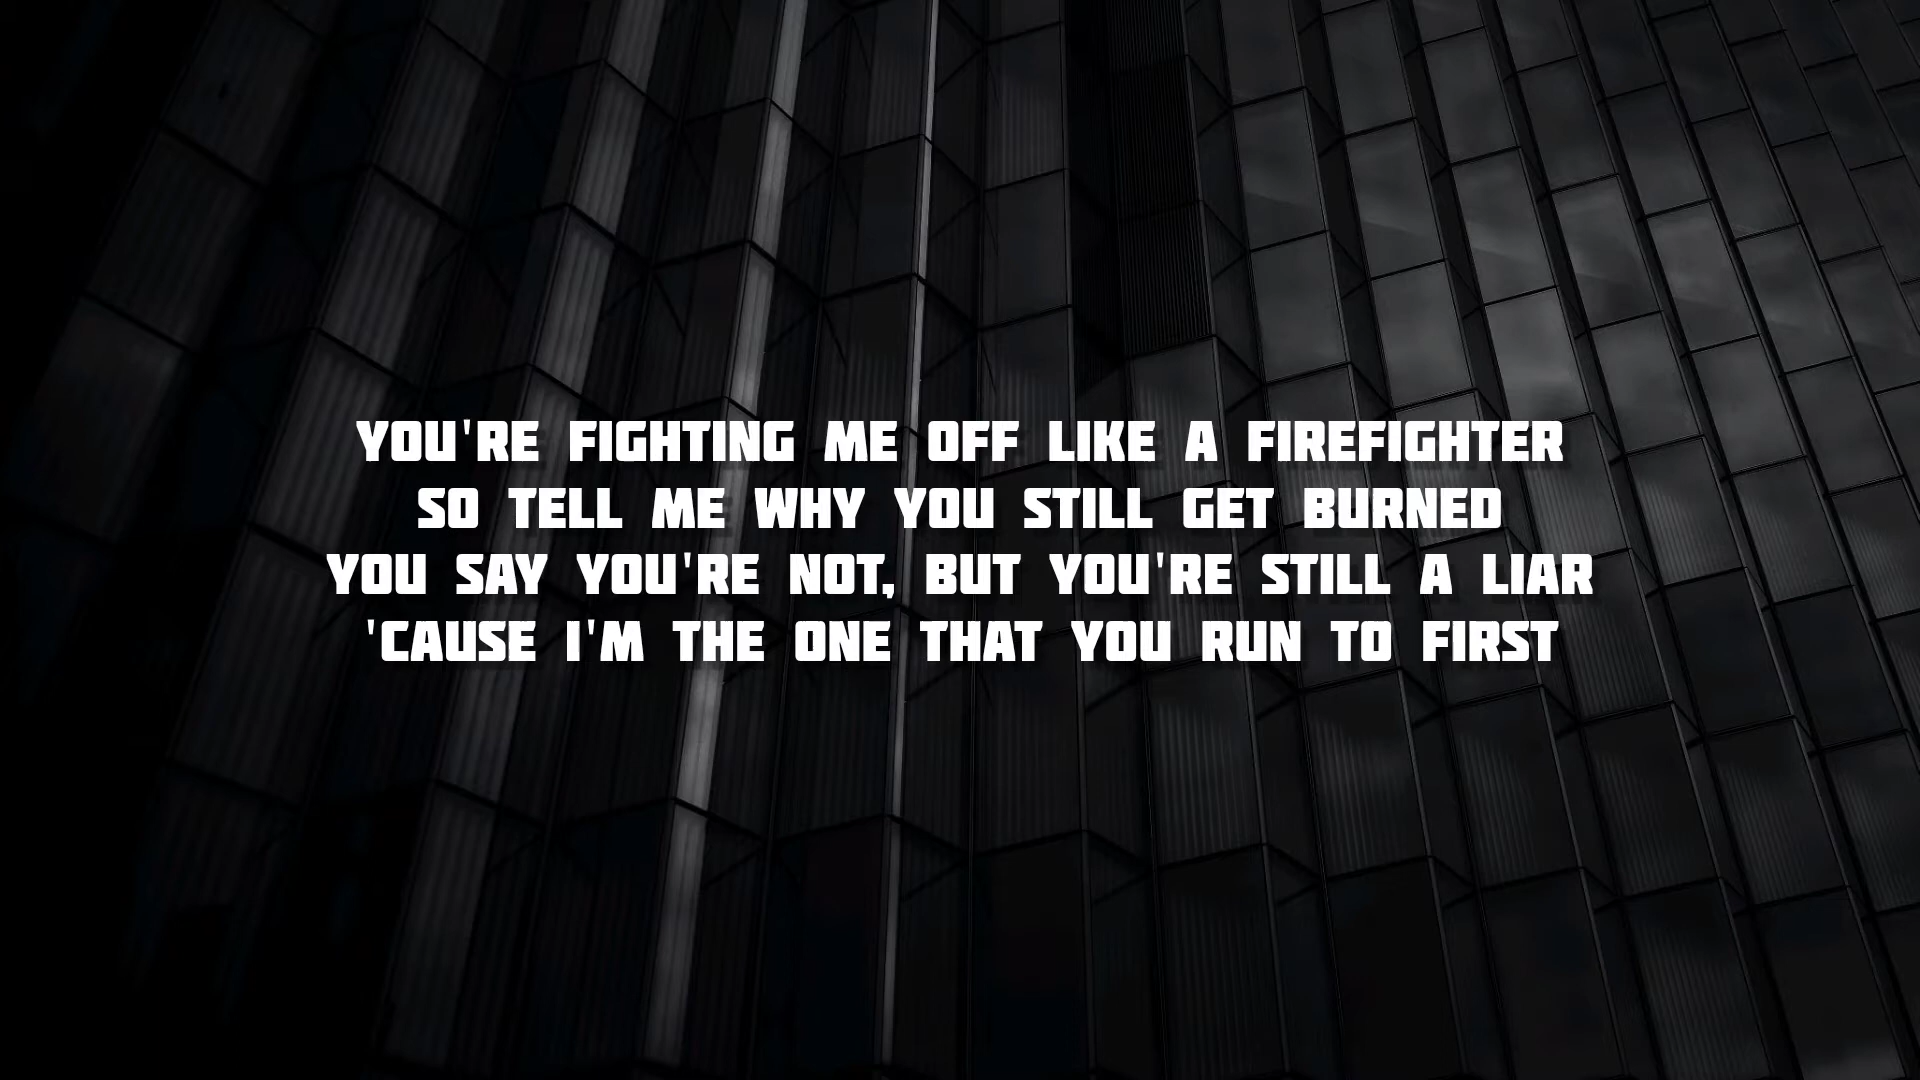 YOU'RE FIGHTING ME OFF LIKE A FIREFIGHTER
SO TELL ME WHY YOU STILL GET BURNED
YOU SAY YOU'RE NOT, BUT YOU'RE STILL A LIAR
'CAUSE I'M THE ONE THAT YOU RUN TO FIRST